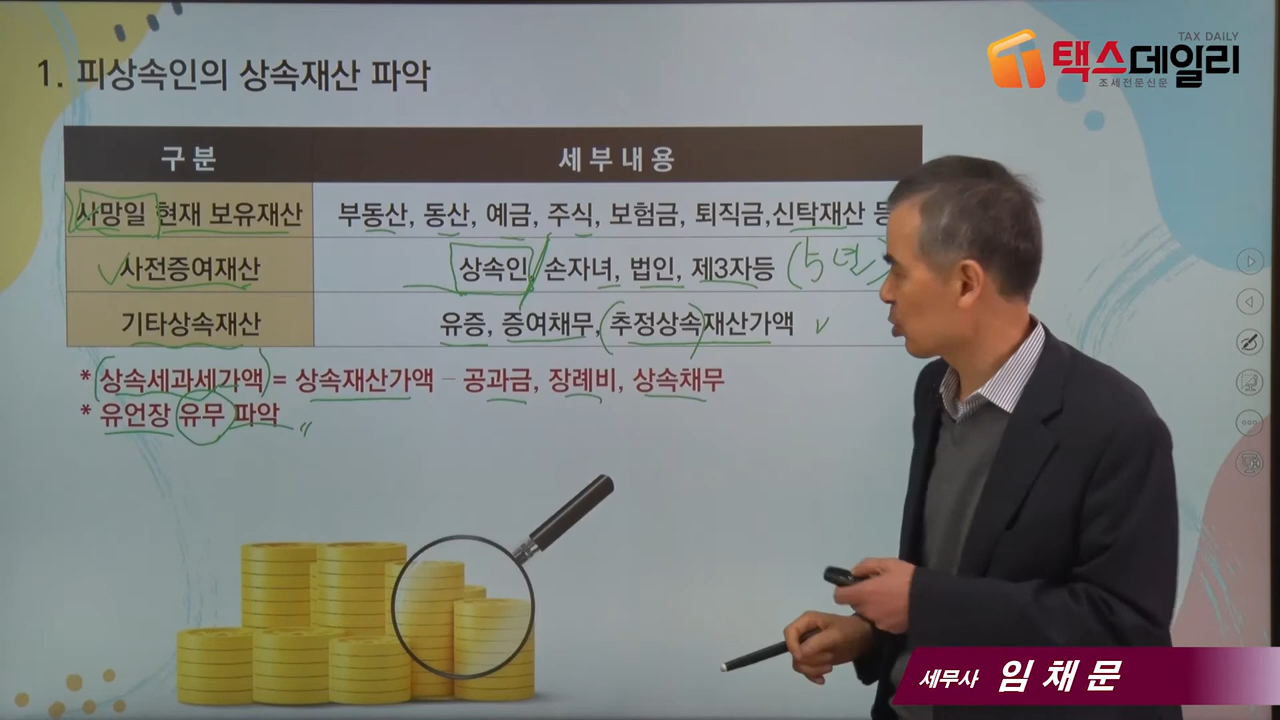 1. 피상속인의 상속재산 파악
TAX DAILY
택스데일리
조세전문신문
구 분 세 부 내 용
사망일 현재 보유재산 부동산, 동산, 예금, 주식, 보험금, 퇴직금,신탁재산 등
사전증여재산 상속인, 손자녀, 법인, 제3자등 (5년)
기타상속재산 유증, 증여채무, 추정상속재산가액
* 상속세과세가액 = 상속재산가액 – 공과금, 장례비, 상속채무
* 유언장 유무 파악
세무사 임채문